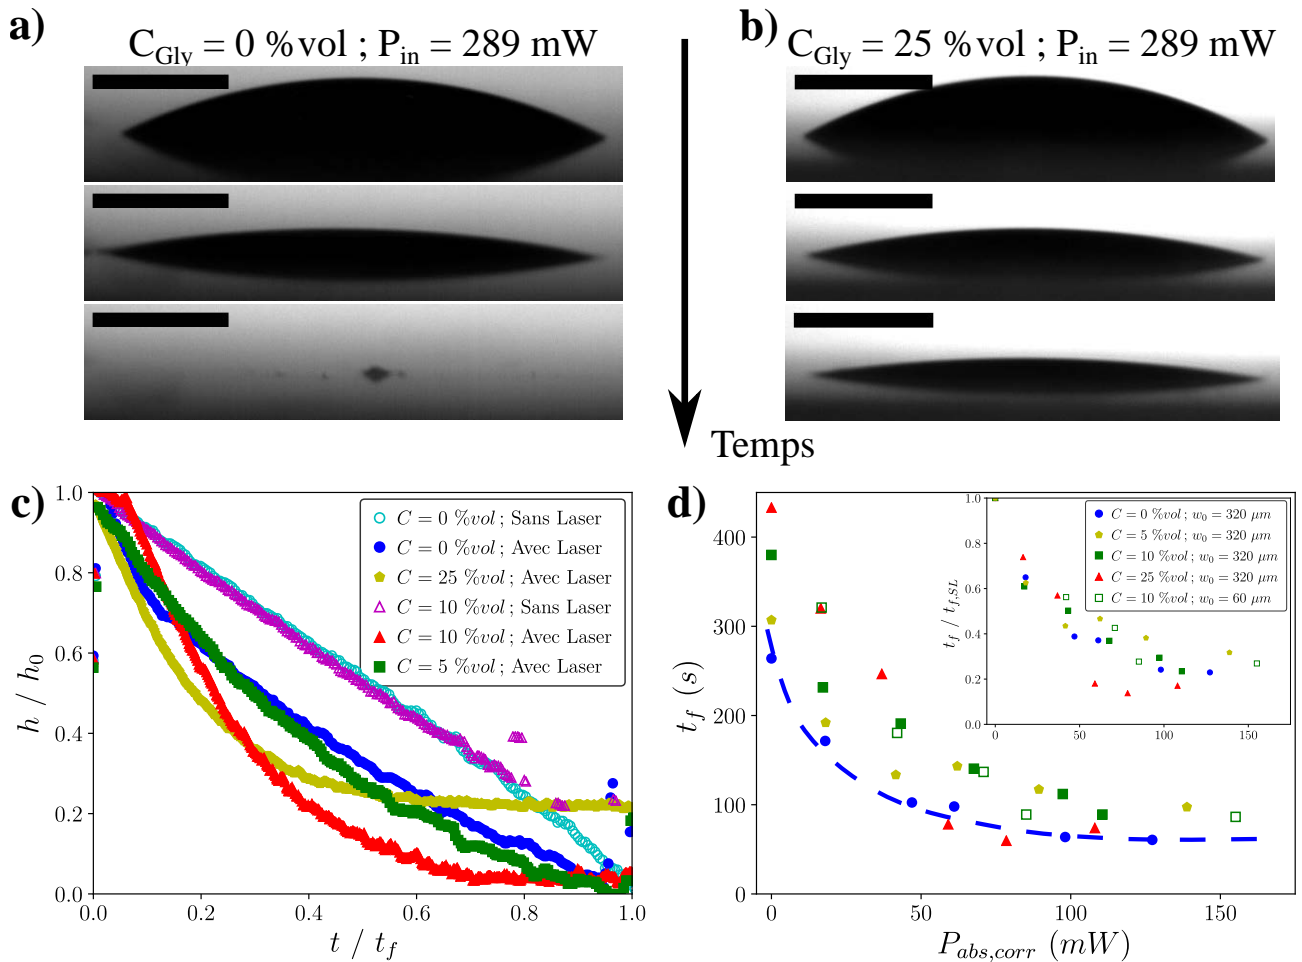 a)
C_Gly = 0 %vol ; P_in = 289 mW
b)
C_Gly = 25 %vol ; P_in = 289 mW
Temps
c)
h / h_0
1.0
0.8
0.6
0.4
0.2
0.0
C = 0 %vol ; Sans Laser
C = 0 %vol ; Avec Laser
C = 25 %vol ; Avec Laser
C = 10 %vol ; Sans Laser
C = 10 %vol ; Avec Laser
C = 5 %vol ; Avec Laser
0.0 0.2 0.4 0.6 0.8 1.0
t / t_f
d)
t_f (s)
400
300
200
100
0
t_f / t_f,SL
1.0
0.8
0.6
0.4
0.2
0.0
C = 0 %vol ; w_0 = 320 μm
C = 5 %vol ; w_0 = 320 μm
C = 10 %vol ; w_0 = 320 μm
C = 25 %vol ; w_0 = 320 μm
C = 10 %vol ; w_0 = 60 μm
0 50 100 150
0 50 100 150
P_abs,corr (mW)